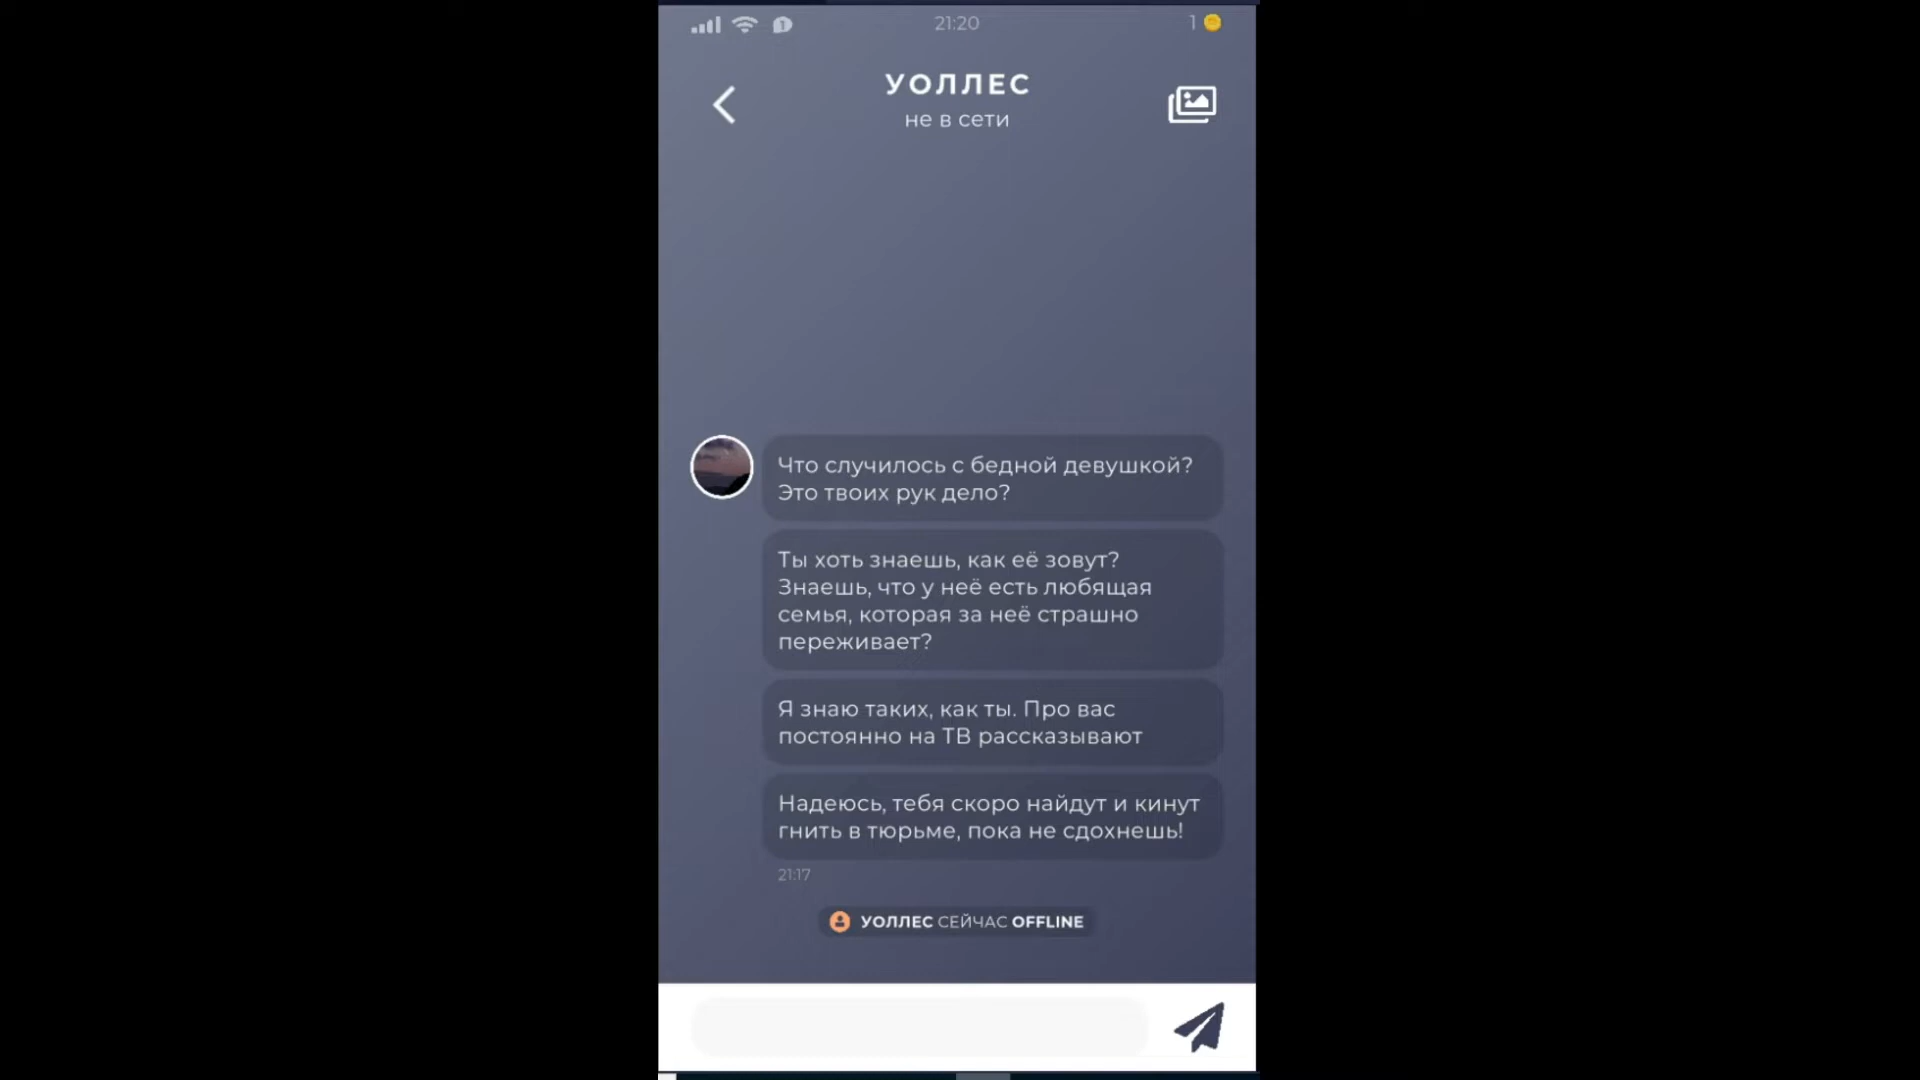 21:20
1
УОЛЛЕС
не в сети
Что случилось с бедной девушкой?
Это твоих рук дело?
Ты хоть знаешь, как её зовут?
Знаешь, что у неё есть любящая
семья, которая за неё страшно
переживает?
Я знаю таких, как ты. Про вас
постоянно на ТВ рассказывают
Надеюсь, тебя скоро найдут и кинут
гнить в тюрьме, пока не сдохнешь!
21:17
УОЛЛЕС СЕЙЧАС OFFLINE